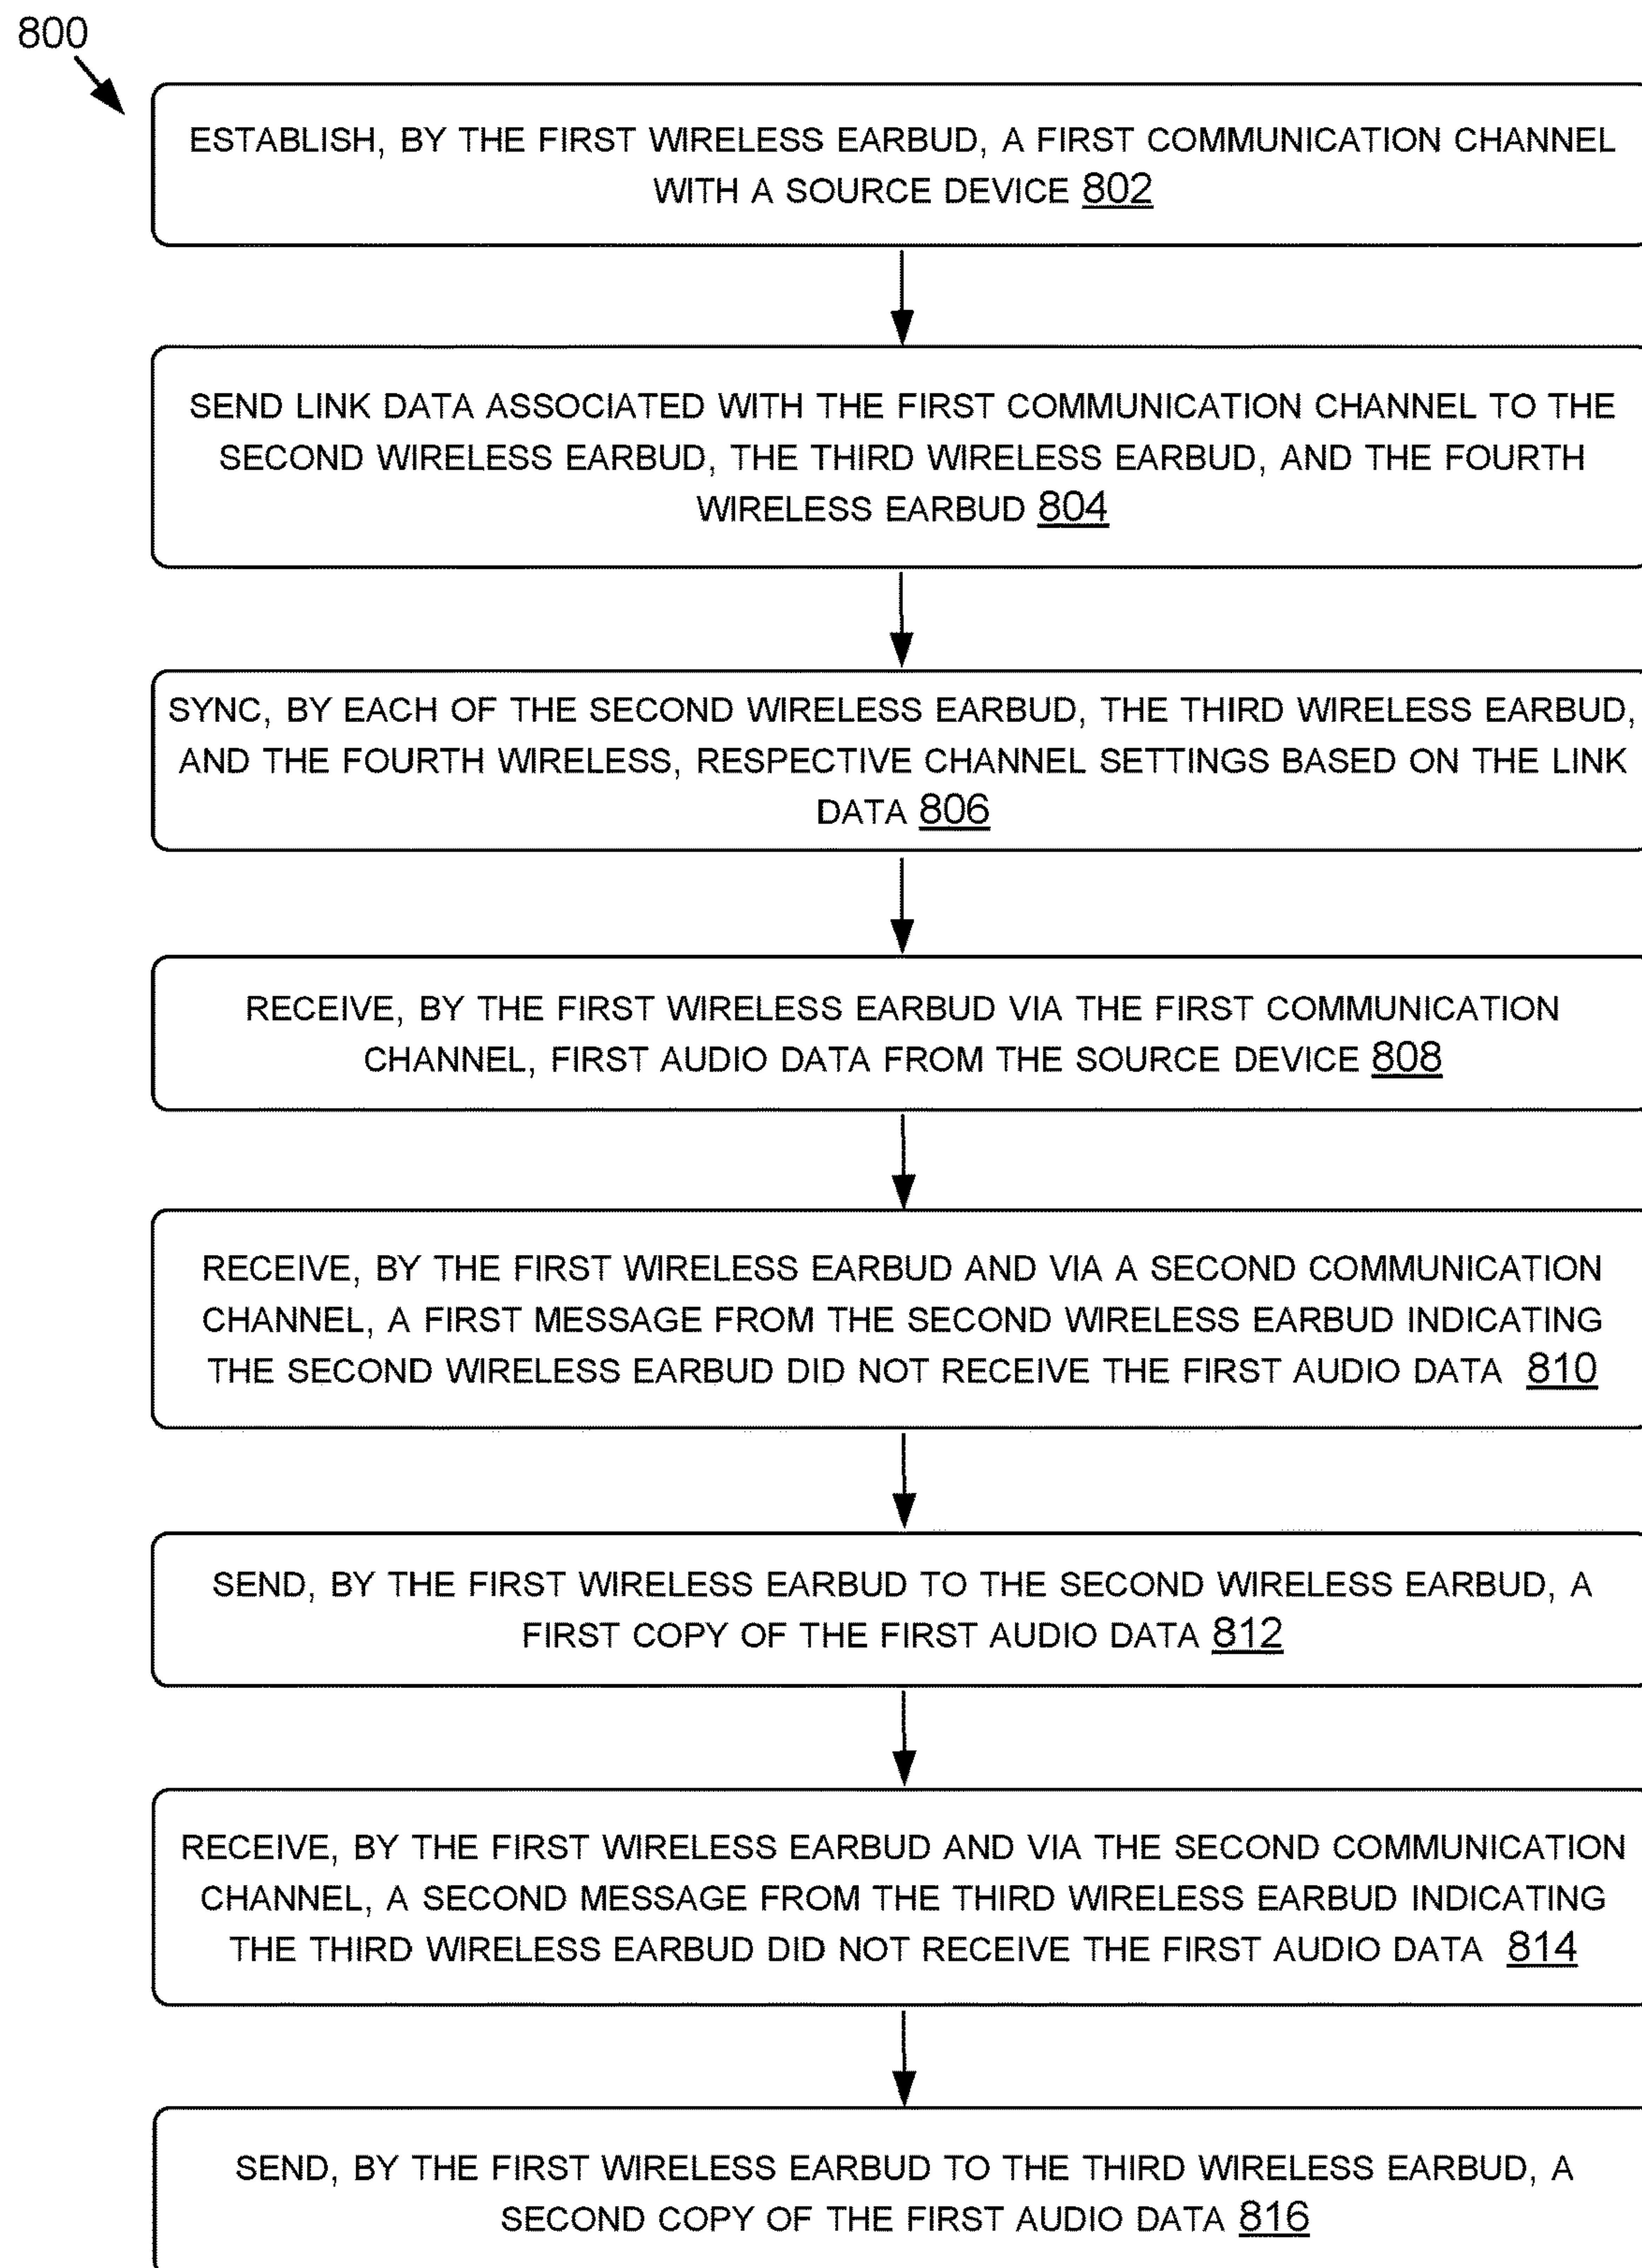 800
ESTABLISH, BY THE FIRST WIRELESS EARBUD, A FIRST COMMUNICATION CHANNEL
WITH A SOURCE DEVICE 802
SEND LINK DATA ASSOCIATED WITH THE FIRST COMMUNICATION CHANNEL TO THE
SECOND WIRELESS EARBUD, THE THIRD WIRELESS EARBUD, AND THE FOURTH
WIRELESS EARBUD 804
SYNC, BY EACH OF THE SECOND WIRELESS EARBUD, THE THIRD WIRELESS EARBUD,
AND THE FOURTH WIRELESS, RESPECTIVE CHANNEL SETTINGS BASED ON THE LINK
DATA 806
RECEIVE, BY THE FIRST WIRELESS EARBUD VIA THE FIRST COMMUNICATION
CHANNEL, FIRST AUDIO DATA FROM THE SOURCE DEVICE 808
RECEIVE, BY THE FIRST WIRELESS EARBUD AND VIA A SECOND COMMUNICATION
CHANNEL, A FIRST MESSAGE FROM THE SECOND WIRELESS EARBUD INDICATING
THE SECOND WIRELESS EARBUD DID NOT RECEIVE THE FIRST AUDIO DATA 810
SEND, BY THE FIRST WIRELESS EARBUD TO THE SECOND WIRELESS EARBUD, A
FIRST COPY OF THE FIRST AUDIO DATA 812
RECEIVE, BY THE FIRST WIRELESS EARBUD AND VIA THE SECOND COMMUNICATION
CHANNEL, A SECOND MESSAGE FROM THE THIRD WIRELESS EARBUD INDICATING
THE THIRD WIRELESS EARBUD DID NOT RECEIVE THE FIRST AUDIO DATA 814
SEND, BY THE FIRST WIRELESS EARBUD TO THE THIRD WIRELESS EARBUD, A
SECOND COPY OF THE FIRST AUDIO DATA 816